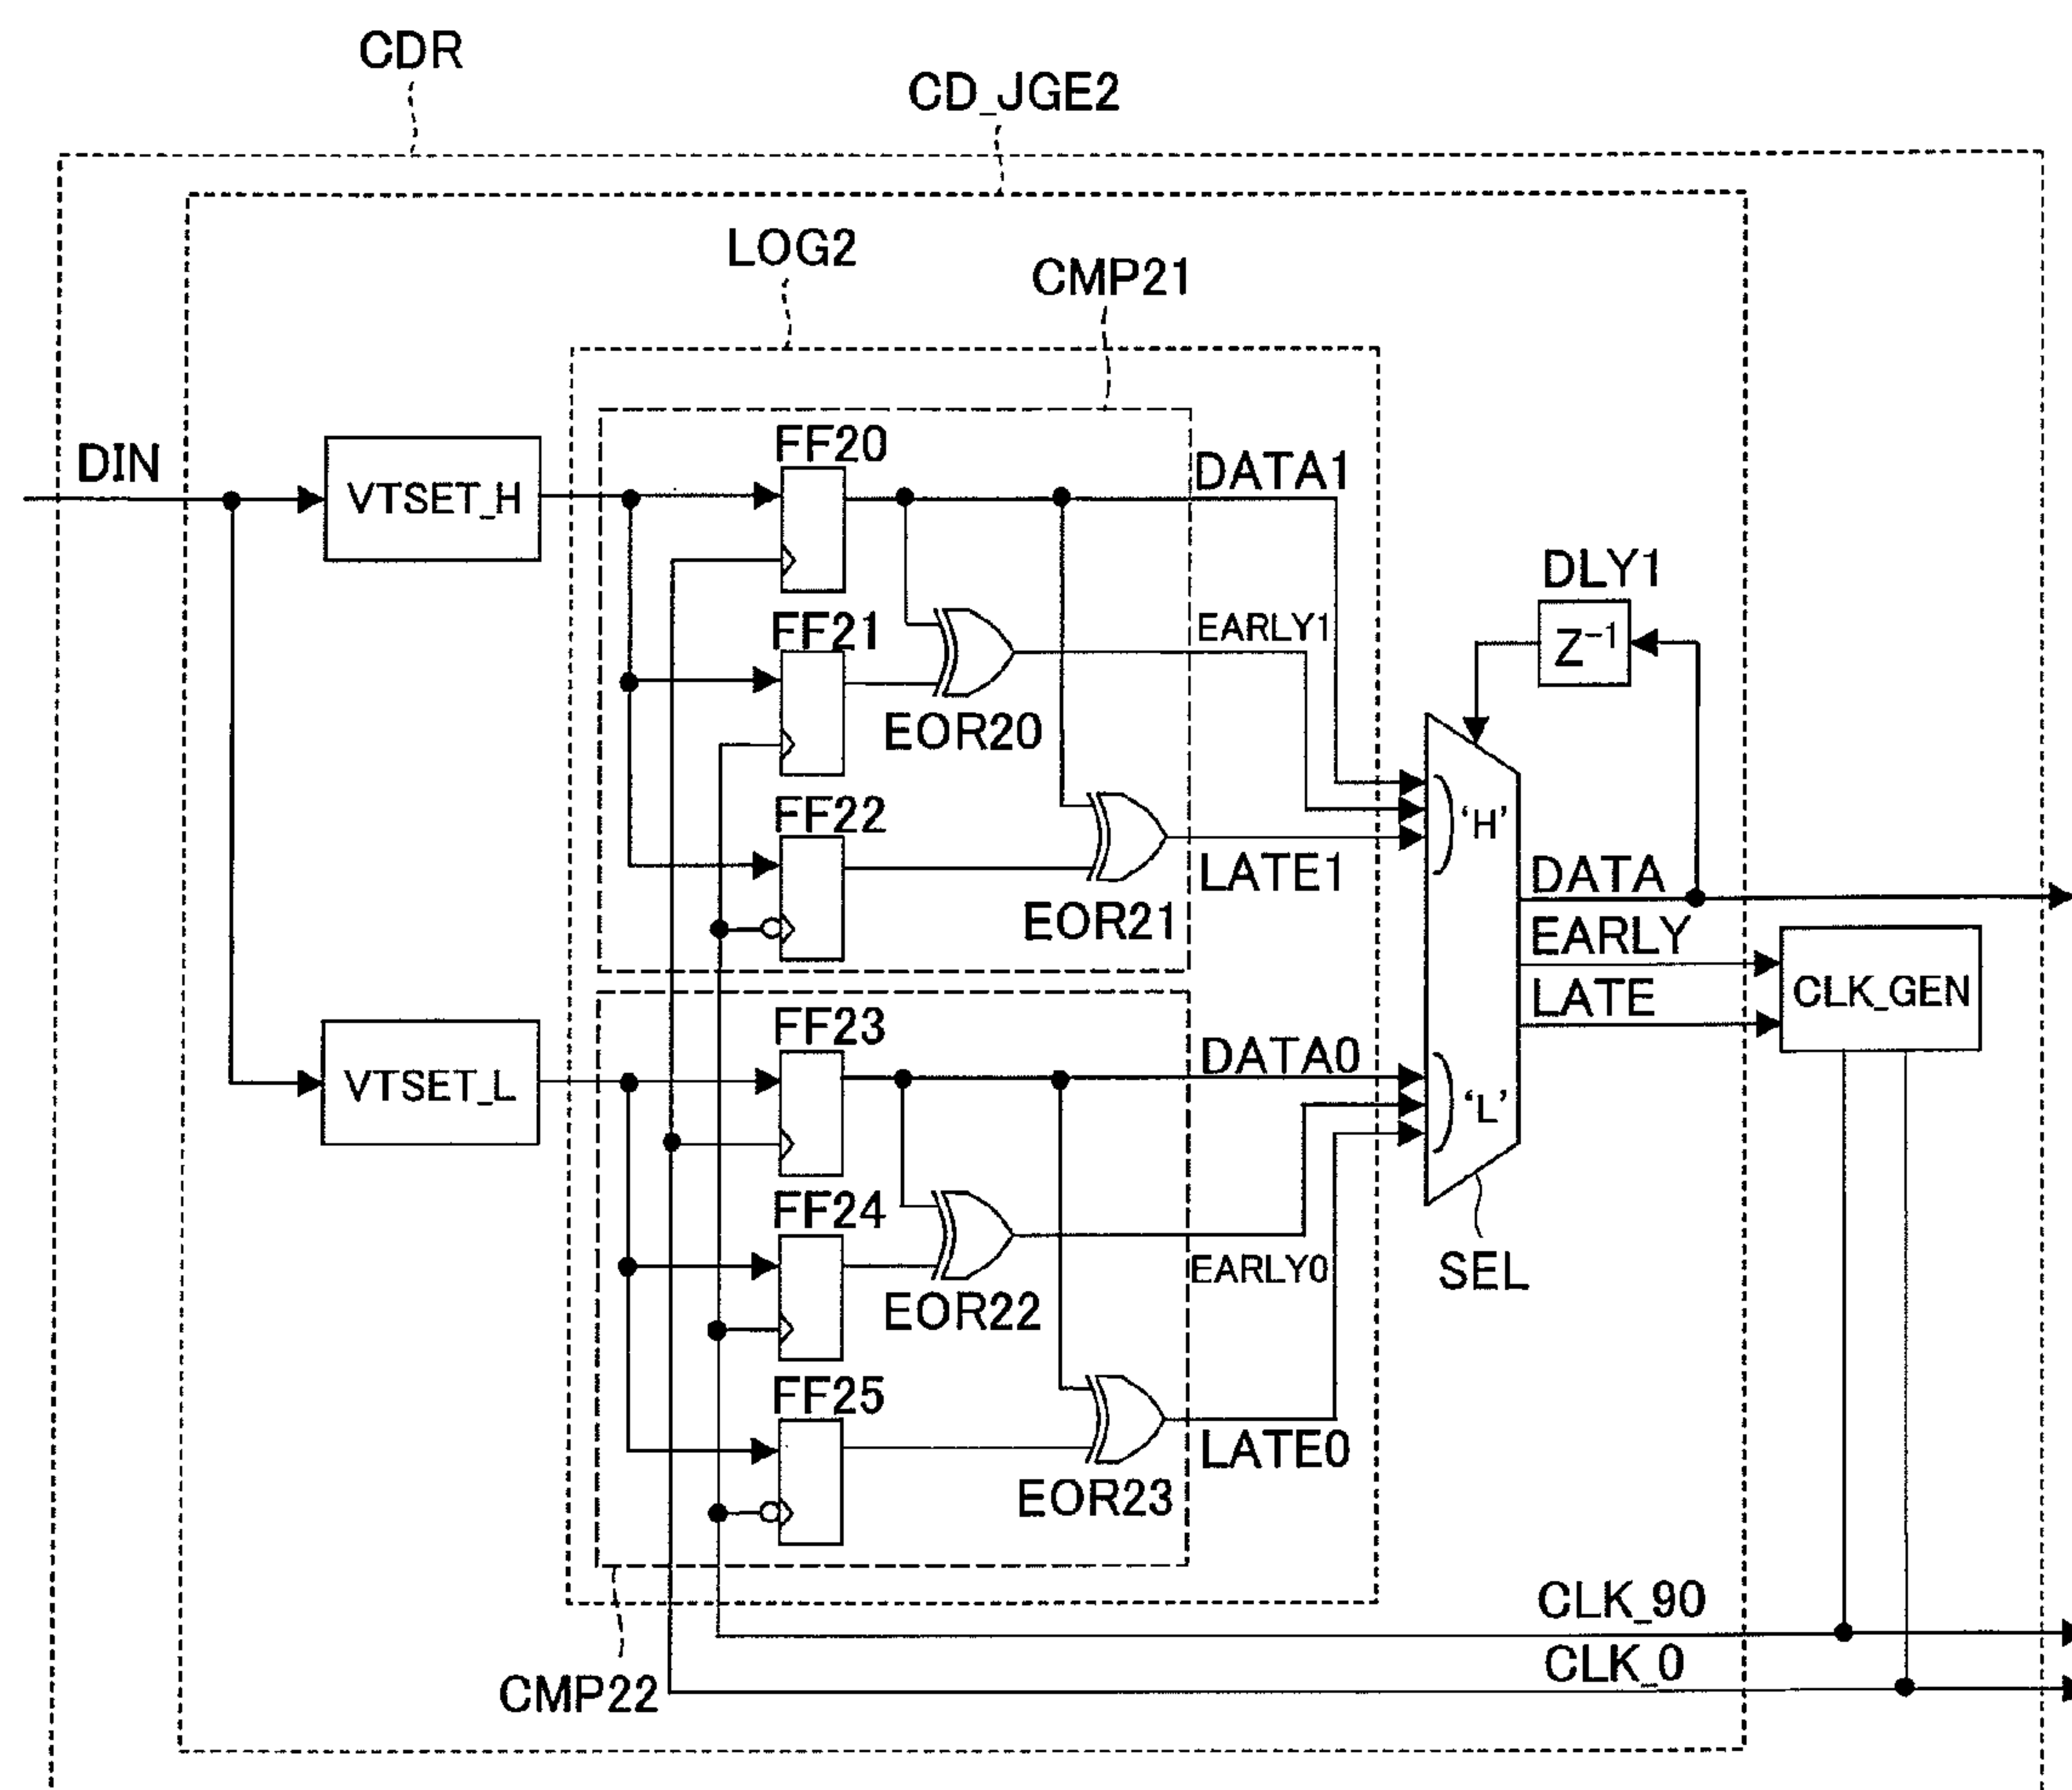 CDR
CD_JGE2
LOG2
CMP21
DIN
VTSET_H
FF20
DATA1
DLY1
Z⁻¹
FF21
EARLY1
EOR20
FF22
'H'
LATE1
EOR21
DATA
EARLY
LATE
CLK_GEN
FF23
DATA0
VTSET_L
'L'
FF24
EARLY0
SEL
EOR22
FF25
LATE0
EOR23
CLK_90
CLK_0
CMP22